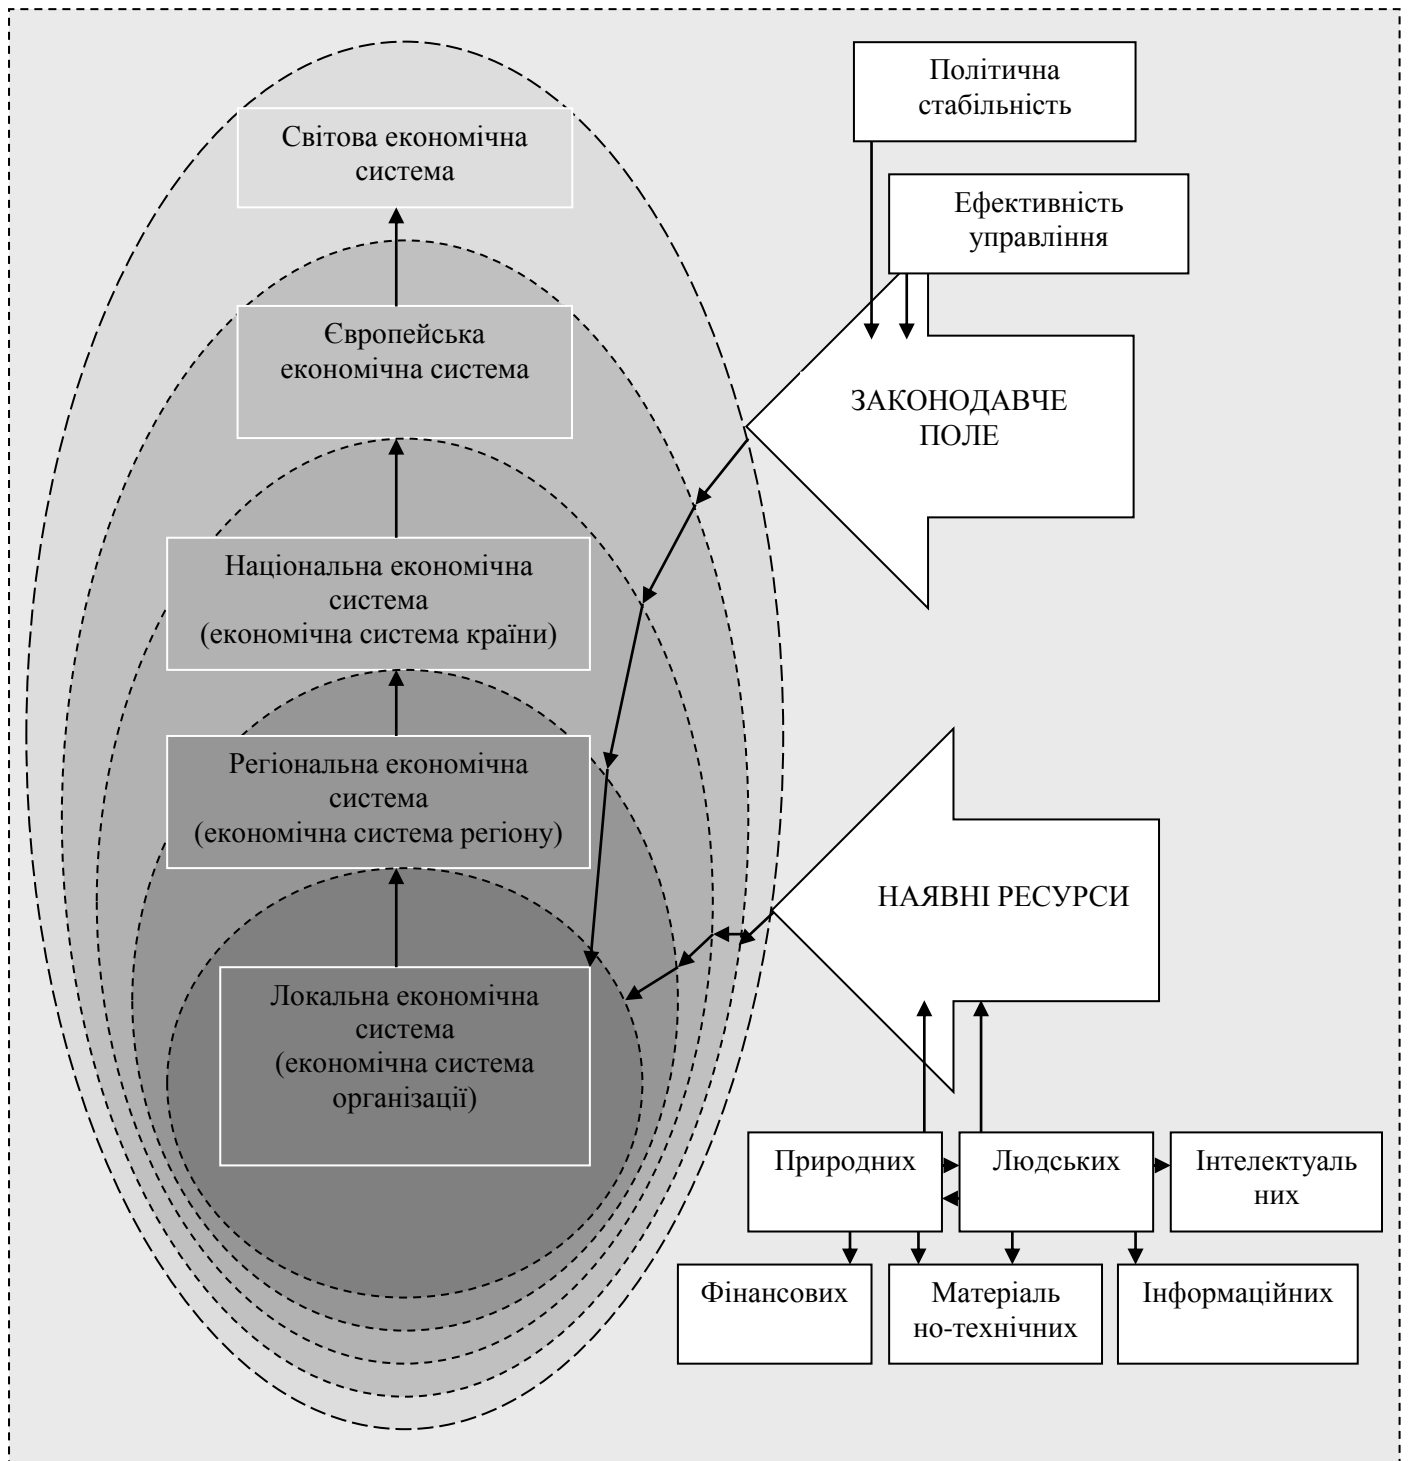 Світова економічна
система
Європейська
економічна система
Національна економічна
система
(економічна система країни)
Регіональна економічна
система
(економічна система регіону)
Локальна економічна
система
(економічна система
організації)
Політична
стабільність
Ефективність
управління
ЗАКОНОДАВЧЕ
ПОЛЕ
НАЯВНІ РЕСУРСИ
Природних
Людських
Інтелектуаль
них
Фінансових
Матеріаль
но-технічних
Інформаційних